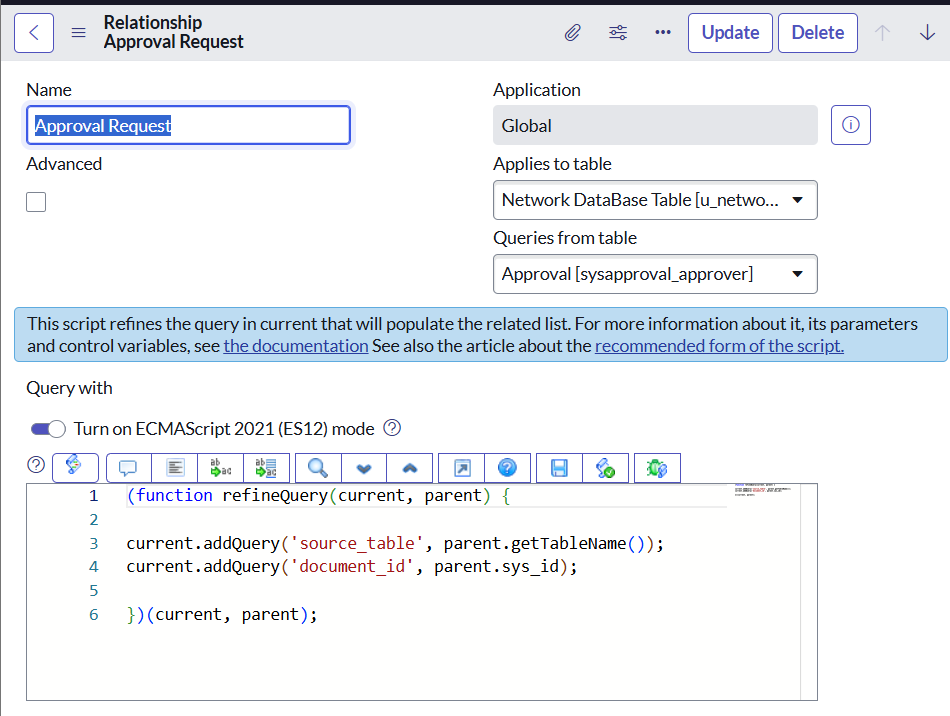 Relationship
Approval Request
Update
Delete
Name
Approval Request
Application
Global
Advanced
Applies to table
Network DataBase Table [u_netwo...
Queries from table
Approval [sysapproval_approver]
This script refines the query in current that will populate the related list. For more information about it, its parameters
and control variables, see the documentation See also the article about the recommended form of the script.
Query with
Turn on ECMAScript 2021 (ES12) mode
1 (function refineQuery(current, parent) {
2
3 current.addQuery('source_table', parent.getTableName());
4 current.addQuery('document_id', parent.sys_id);
5
6 })(current, parent);